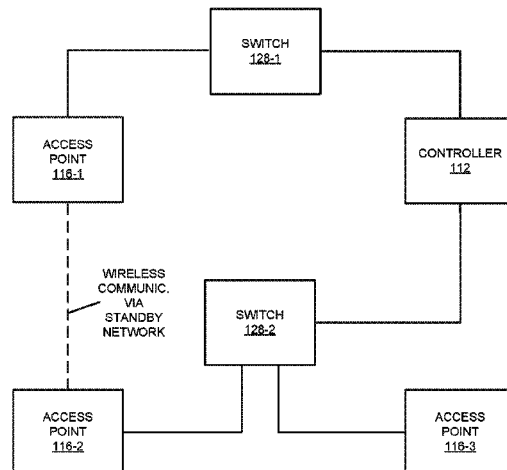 SWITCH
128-1
ACCESS
POINT
116-1
CONTROLLER
112
WIRELESS
COMMUNIC.
VIA
STANDBY
NETWORK
SWITCH
128-2
ACCESS
POINT
116-2
ACCESS
POINT
116-3